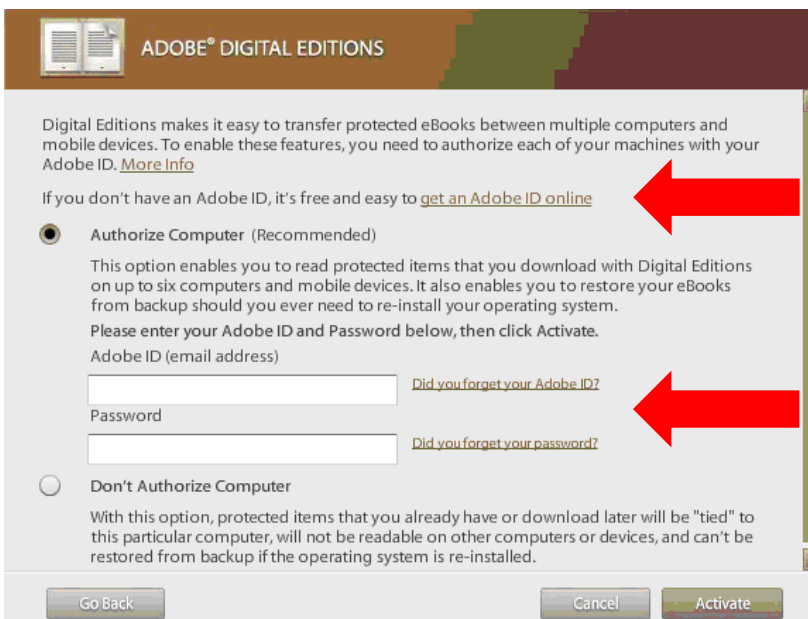 ADOBE® DIGITAL EDITIONS
Digital Editions makes it easy to transfer protected eBooks between multiple computers and
mobile devices. To enable these features, you need to authorize each of your machines with your
Adobe ID. More Info
If you don't have an Adobe ID, it's free and easy to get an Adobe ID online
Authorize Computer (Recommended)
This option enables you to read protected items that you download with Digital Editions
on up to six computers and mobile devices. It also enables you to restore your eBooks
from backup should you ever need to re-install your operating system.
Please enter your Adobe ID and Password below, then click Activate.
Adobe ID (email address)
Did you forget your Adobe ID?
Password
Did you forget your password?
Don't Authorize Computer
With this option, protected items that you already have or download later will be "tied" to
this particular computer, will not be readable on other computers or devices, and can't be
restored from backup if the operating system is re-installed.
Go Back Cancel Activate